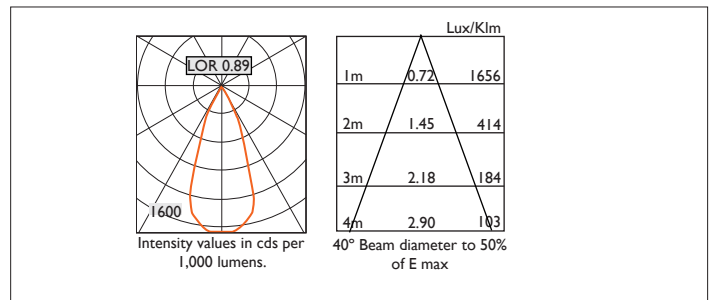 LOR 0.89
1600
Intensity values in cds per
1,000 lumens.
Lux/Klm
1m 0.72 1656
2m 1.45 414
3m 2.18 184
4m 2.90 103
40° Beam diameter to 50%
of E max